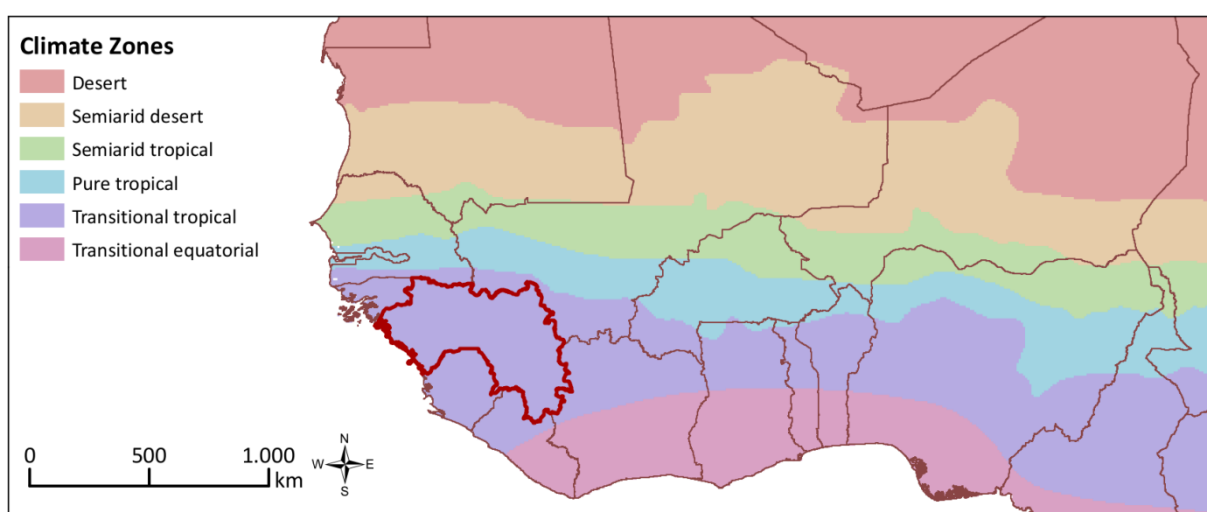 Climate Zones
Desert
Semiarid desert
Semiarid tropical
Pure tropical
Transitional tropical
Transitional equatorial
0 500 1.000
km
N
W E
S